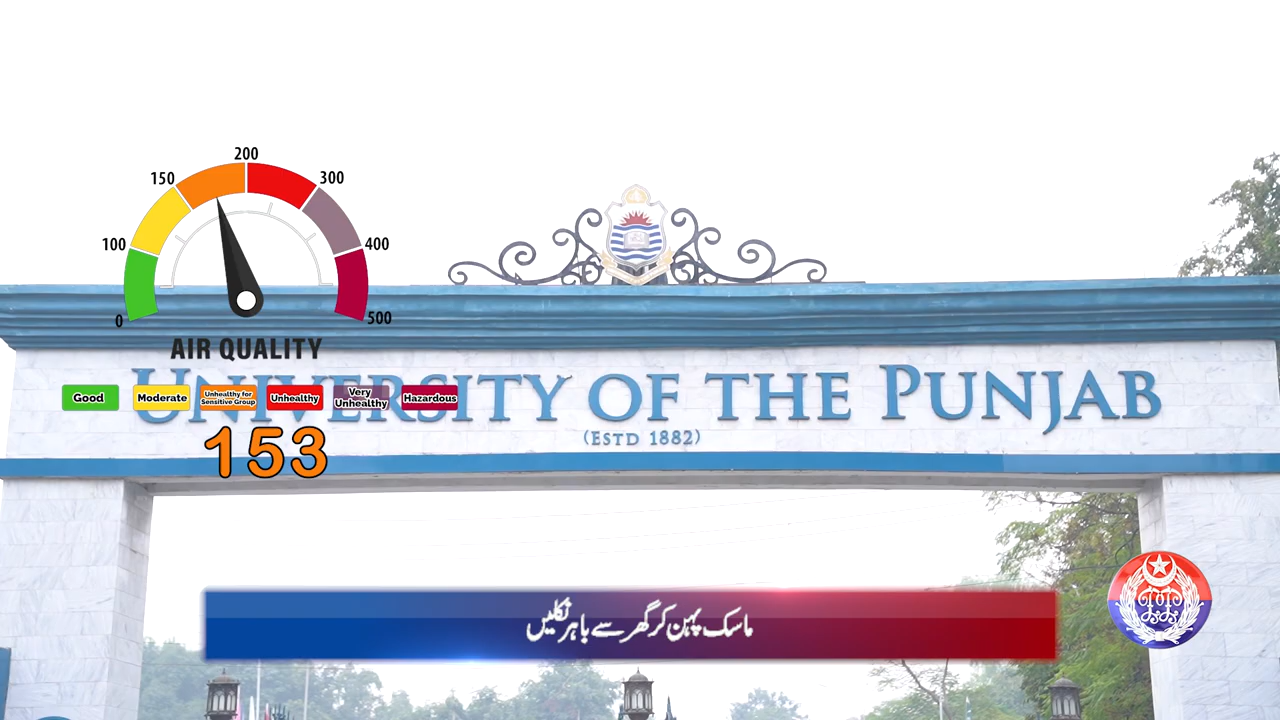 200
150
300
100
400
0
500
AIR QUALITY
Good
Moderate
Unhealthy for
Sensitive Group
Unhealthy
Very
Unhealthy
Hazardous
153
UNIVERSITY OF THE PUNJAB
(ESTD 1882)
ماسک پہن کر گھر سے باہر نکلیں